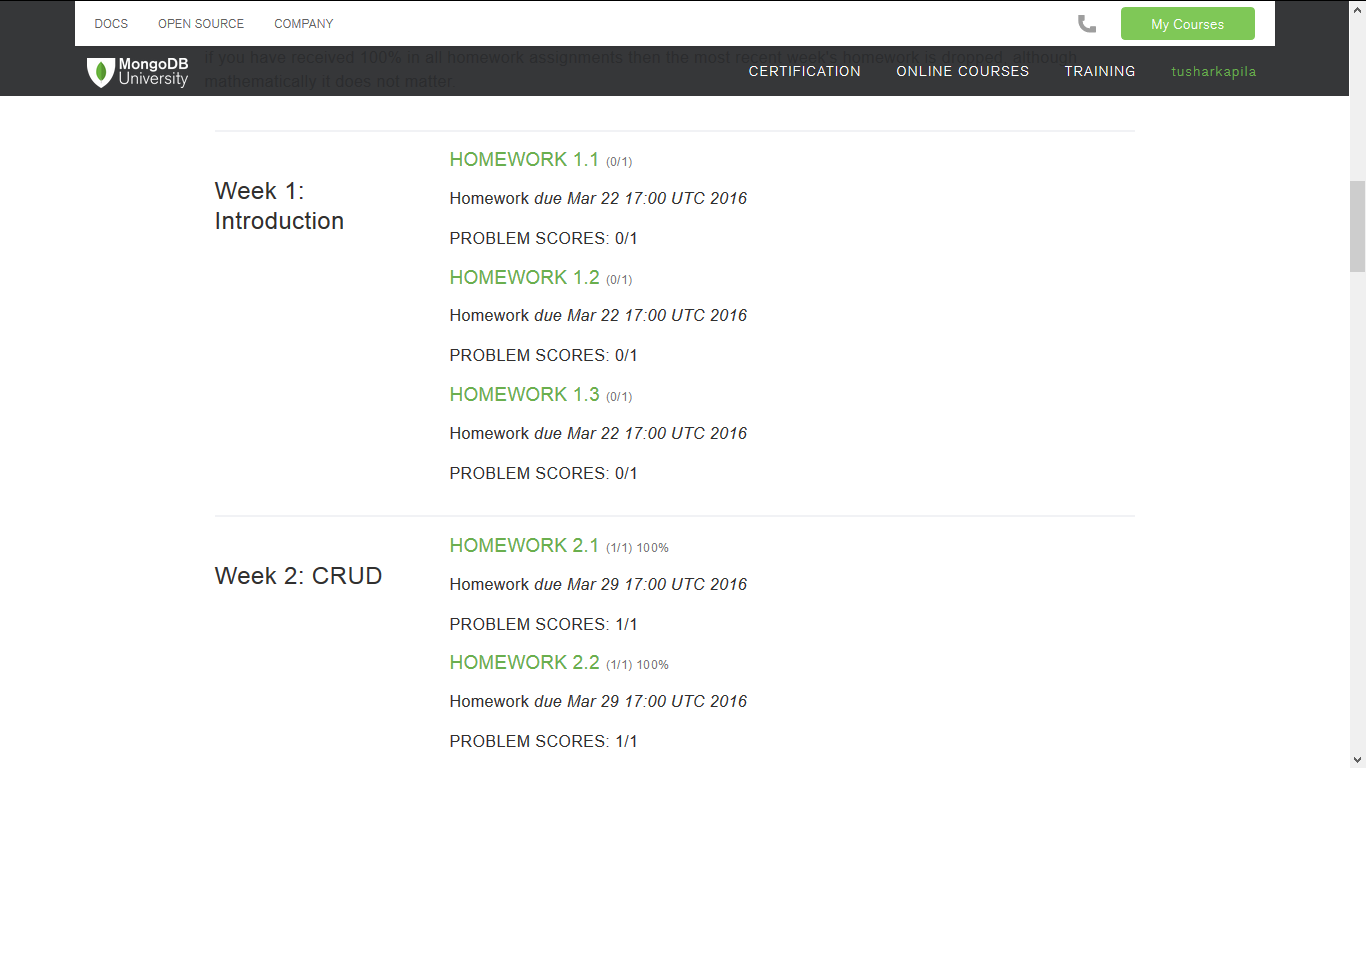 DOCS OPEN SOURCE COMPANY My Courses
if you have received 100% in all homework assignments then the most recent week's homework is dropped, although
mathematically it does not matter
MongoDB
University
CERTIFICATION ONLINE COURSES TRAINING tusharkapila
Week 1:
Introduction
HOMEWORK 1.1 (0/1)
Homework due Mar 22 17:00 UTC 2016
PROBLEM SCORES: 0/1
HOMEWORK 1.2 (0/1)
Homework due Mar 22 17:00 UTC 2016
PROBLEM SCORES: 0/1
HOMEWORK 1.3 (0/1)
Homework due Mar 22 17:00 UTC 2016
PROBLEM SCORES: 0/1
Week 2: CRUD
HOMEWORK 2.1 (1/1) 100%
Homework due Mar 29 17:00 UTC 2016
PROBLEM SCORES: 1/1
HOMEWORK 2.2 (1/1) 100%
Homework due Mar 29 17:00 UTC 2016
PROBLEM SCORES: 1/1